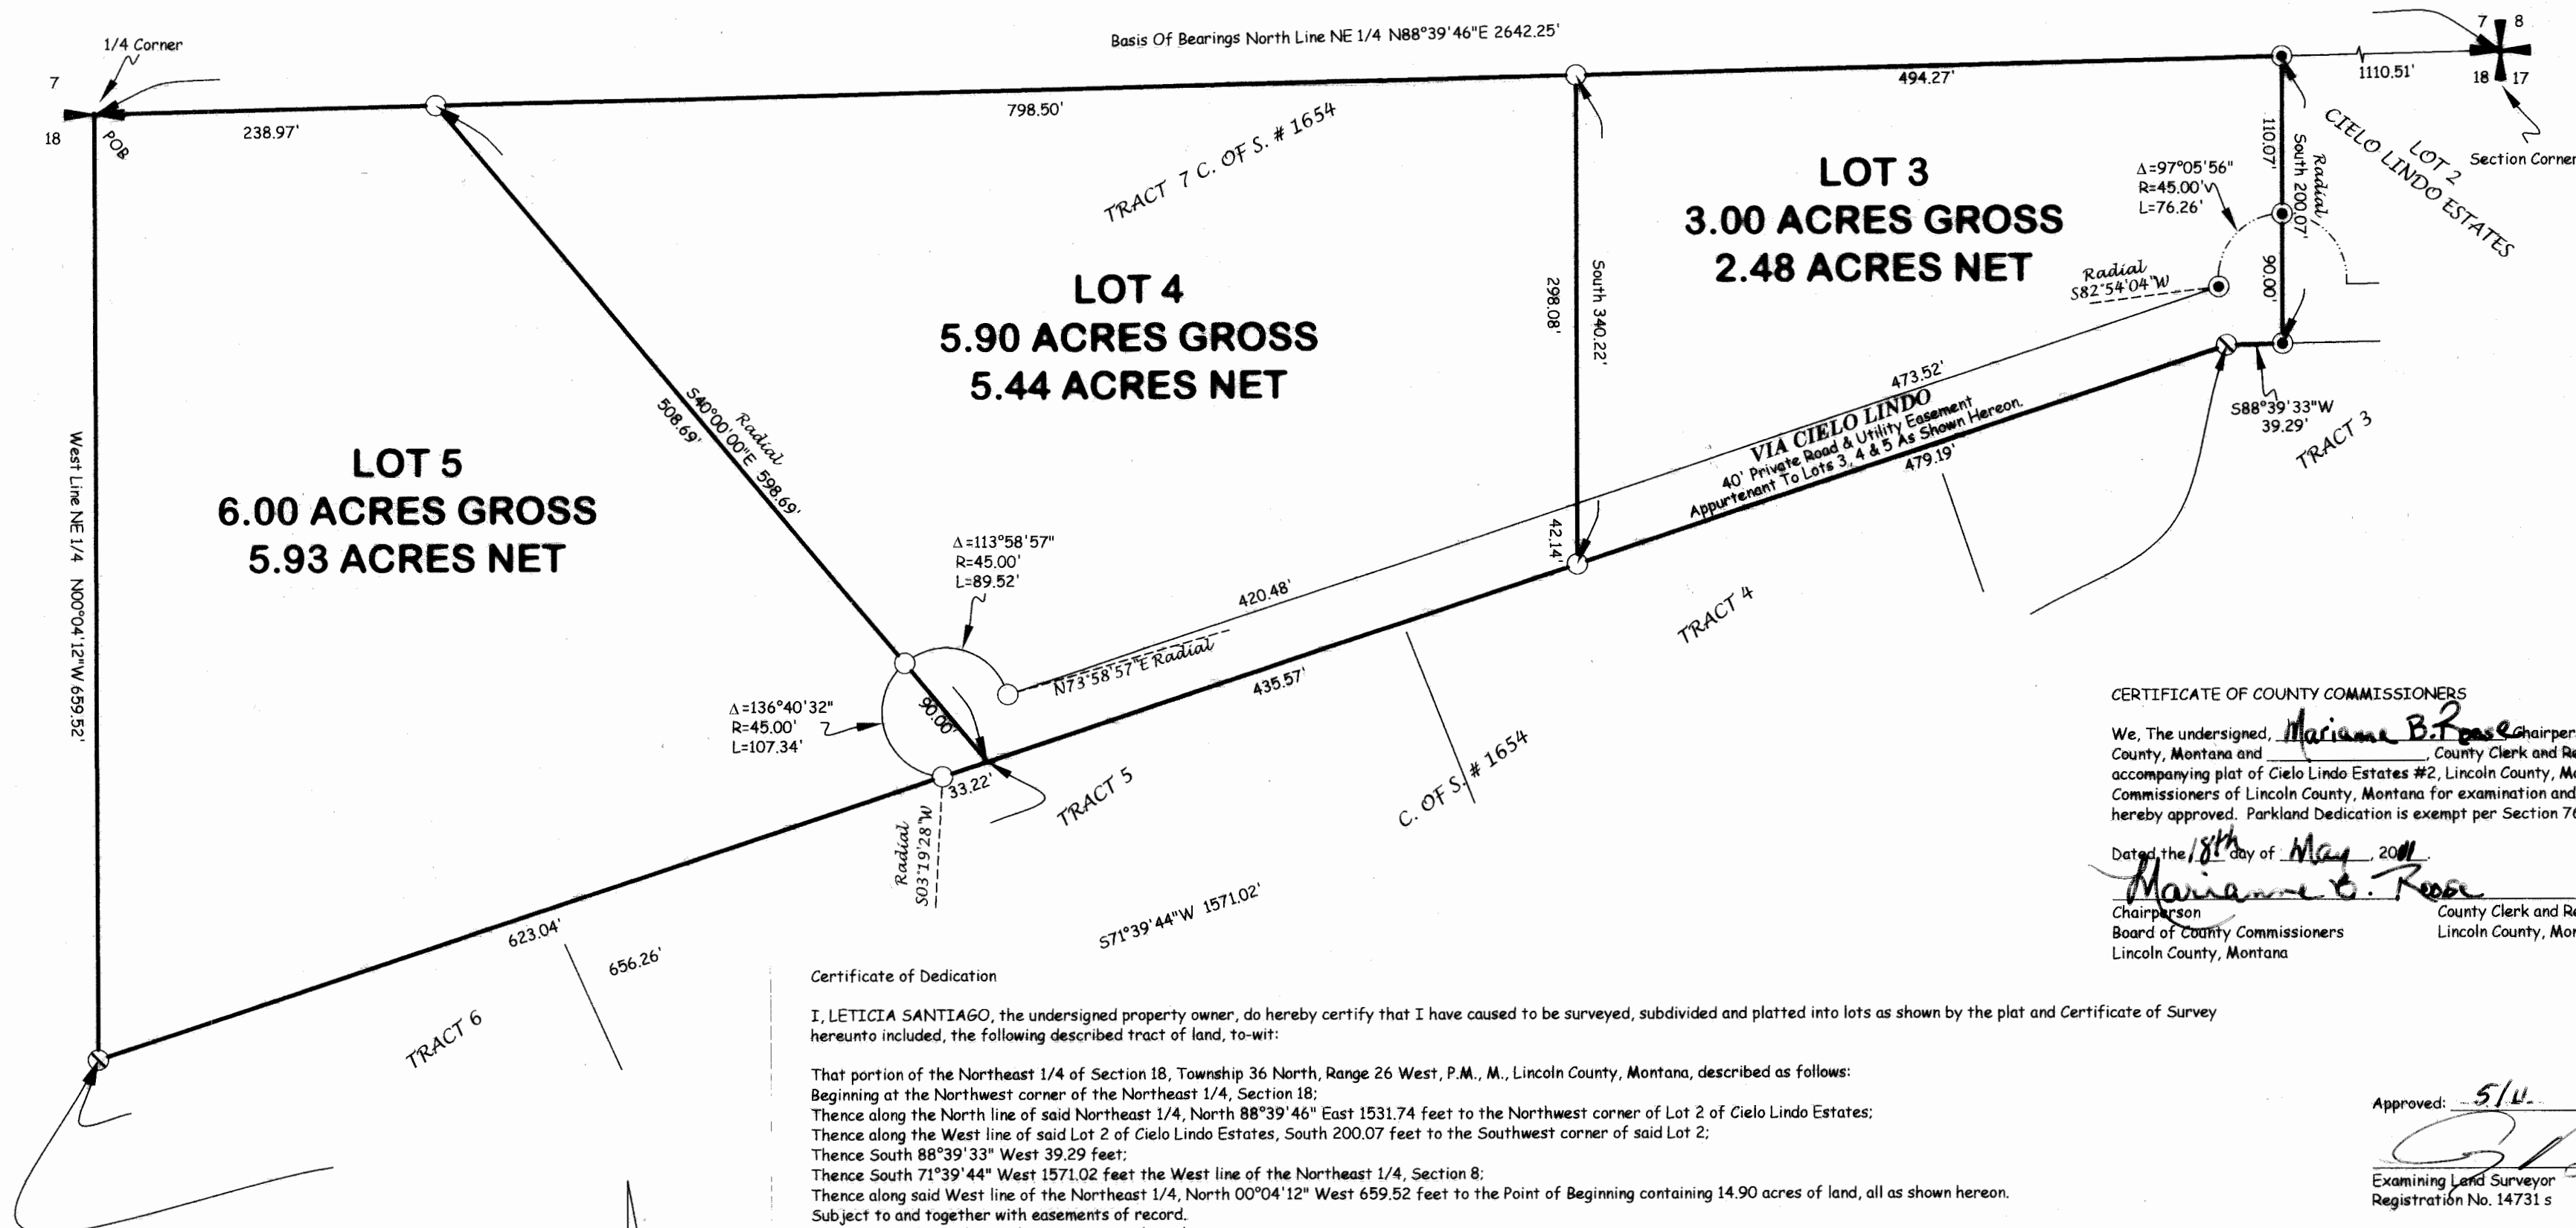 Basis Of Bearings North Line NE 1/4 N88°39'46"E 2642.25'
1/4 Corner
7
18
POB
238.97'
798.50'
494.27'
1110.51'
7 8
18 17
Section Corner
TRACT 7 C. OF S. # 1654
LOT 3
3.00 ACRES GROSS
2.48 ACRES NET
Δ=97°05'56"
R=45.00'
L=76.26'
110.07'
South 200.07'
Radial
90.00'
LOT 2
CIELO LINDO ESTATES
Radial
S82°54'04"W
LOT 4
5.90 ACRES GROSS
5.44 ACRES NET
298.08'
South 340.22'
42.14'
473.52'
VIA CIELO LINDO
40' Private Road & Utility Easement
Appurtenant To Lots 3, 4 & 5 As Shown Hereon.
479.19'
S88°39'33"W
39.29'
TRACT 3
West Line NE 1/4 N00°04'12"W 659.52'
LOT 5
6.00 ACRES GROSS
5.93 ACRES NET
Radial
S40°00'00"E 598.69'
508.69'
Δ=113°58'57"
R=45.00'
L=89.52'
420.48'
N73°58'57"E Radial
435.57'
TRACT 4
Δ=136°40'32"
R=45.00'
L=107.34'
90.00'
33.22'
TRACT 5
C. OF S. # 1654
Radial
S03°19'28"W
S71°39'44"W 1571.02'
623.04'
656.26'
TRACT 6
CERTIFICATE OF COUNTY COMMISSIONERS
We, The undersigned, Marianne B. Roose Chairper
County, Montana and , County Clerk and Re
accompanying plat of Cielo Lindo Estates #2, Lincoln County, Mo
Commissioners of Lincoln County, Montana for examination and
hereby approved. Parkland Dedication is exempt per Section 76
Dated the 18th day of May, 2011.
Marianne B. Roose
Chairperson County Clerk and Re
Board of County Commissioners Lincoln County, Mon
Lincoln County, Montana
Certificate of Dedication
I, LETICIA SANTIAGO, the undersigned property owner, do hereby certify that I have caused to be surveyed, subdivided and platted into lots as shown by the plat and Certificate of Survey
hereunto included, the following described tract of land, to-wit:
That portion of the Northeast 1/4 of Section 18, Township 36 North, Range 26 West, P.M., M., Lincoln County, Montana, described as follows:
Beginning at the Northwest corner of the Northeast 1/4, Section 18;
Thence along the North line of said Northeast 1/4, North 88°39'46" East 1531.74 feet to the Northwest corner of Lot 2 of Cielo Lindo Estates;
Thence along the West line of said Lot 2 of Cielo Lindo Estates, South 200.07 feet to the Southwest corner of said Lot 2;
Thence South 88°39'33" West 39.29 feet;
Thence South 71°39'44" West 1571.02 feet the West line of the Northeast 1/4, Section 8;
Thence along said West line of the Northeast 1/4, North 00°04'12" West 659.52 feet to the Point of Beginning containing 14.90 acres of land, all as shown hereon.
Subject to and together with easements of record.
Approved:
Examining Land Surveyor
Registration No. 14731 s